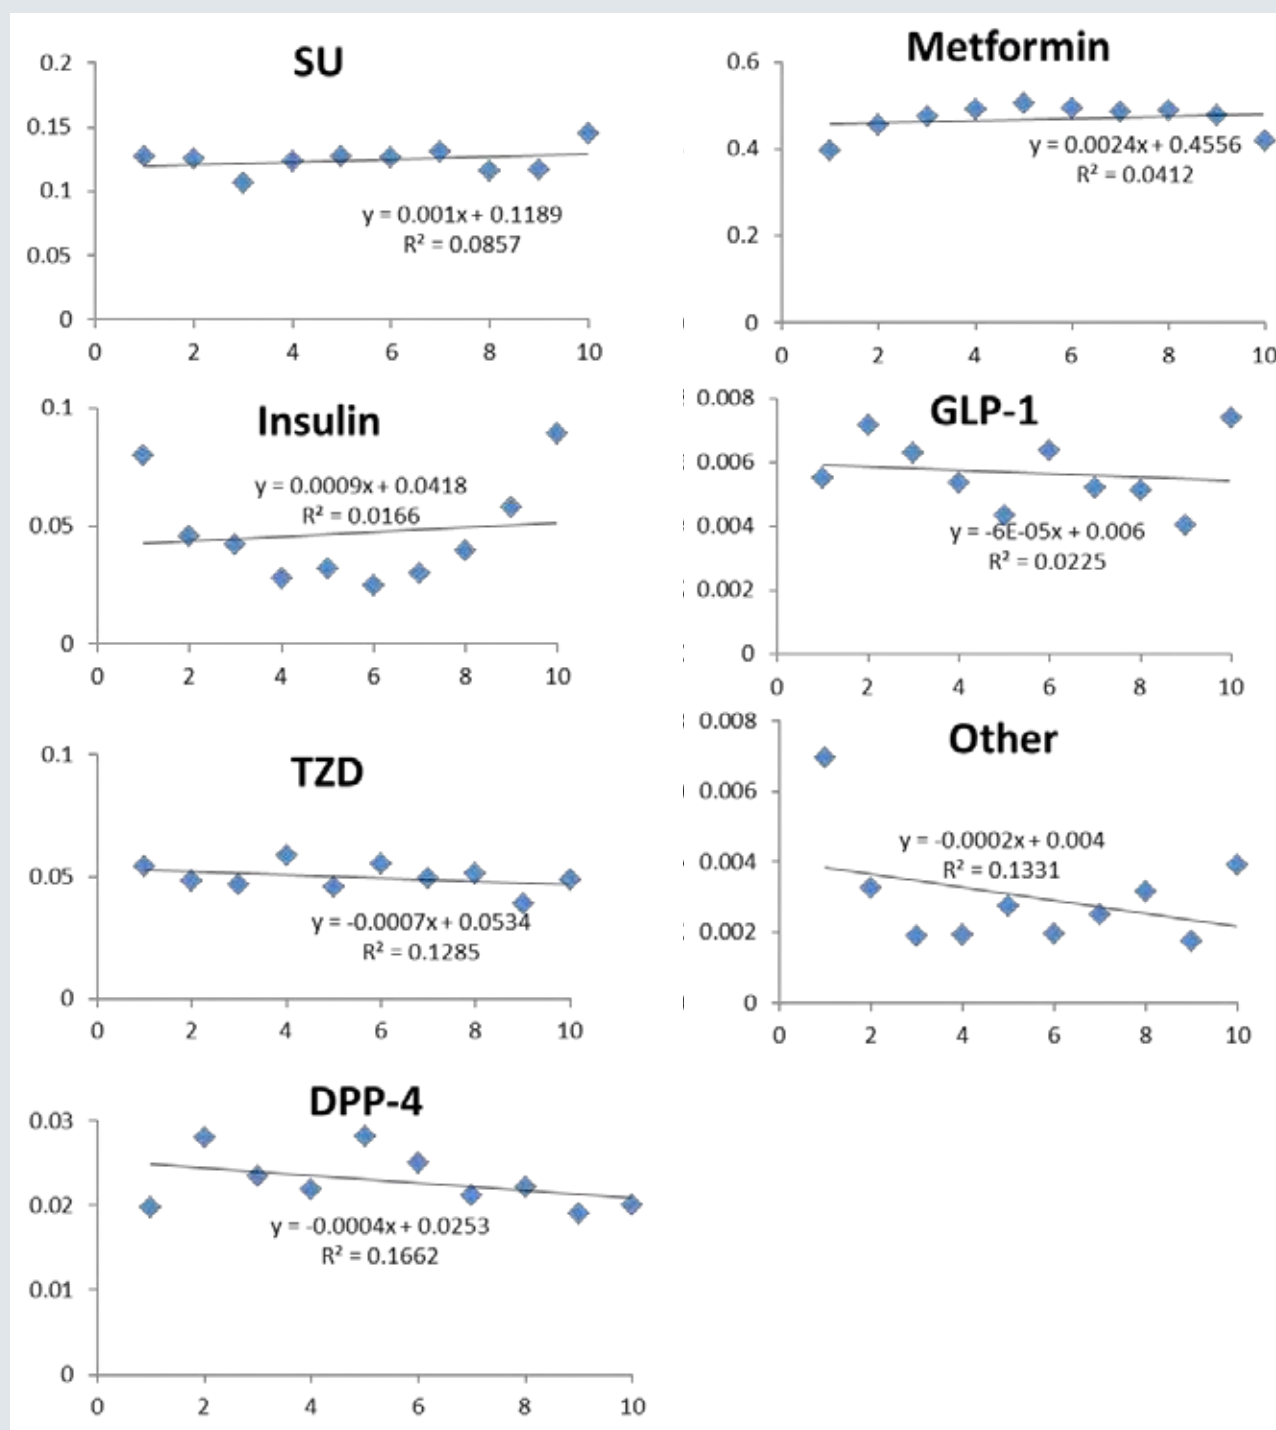 SU
0.2
0.15
0.1
0.05
0
y = 0.001x + 0.1189
R² = 0.0857
0 2 4 6 8 10
Metformin
0.6
0.4
0.2
0
y = 0.0024x + 0.4556
R² = 0.0412
0 2 4 6 8 10
Insulin
0.1
0.05
0
y = 0.0009x + 0.0418
R² = 0.0166
0 2 4 6 8 10
GLP-1
0.008
0.006
0.004
0.002
0
y = -6E-05x + 0.006
R² = 0.0225
0 2 4 6 8 10
TZD
0.1
0.05
0
y = -0.0007x + 0.0534
R² = 0.1285
0 2 4 6 8 10
Other
0.008
0.006
0.004
0.002
0
y = -0.0002x + 0.004
R² = 0.1331
0 2 4 6 8 10
DPP-4
0.03
0.02
0.01
0
y = -0.0004x + 0.0253
R² = 0.1662
0 2 4 6 8 10